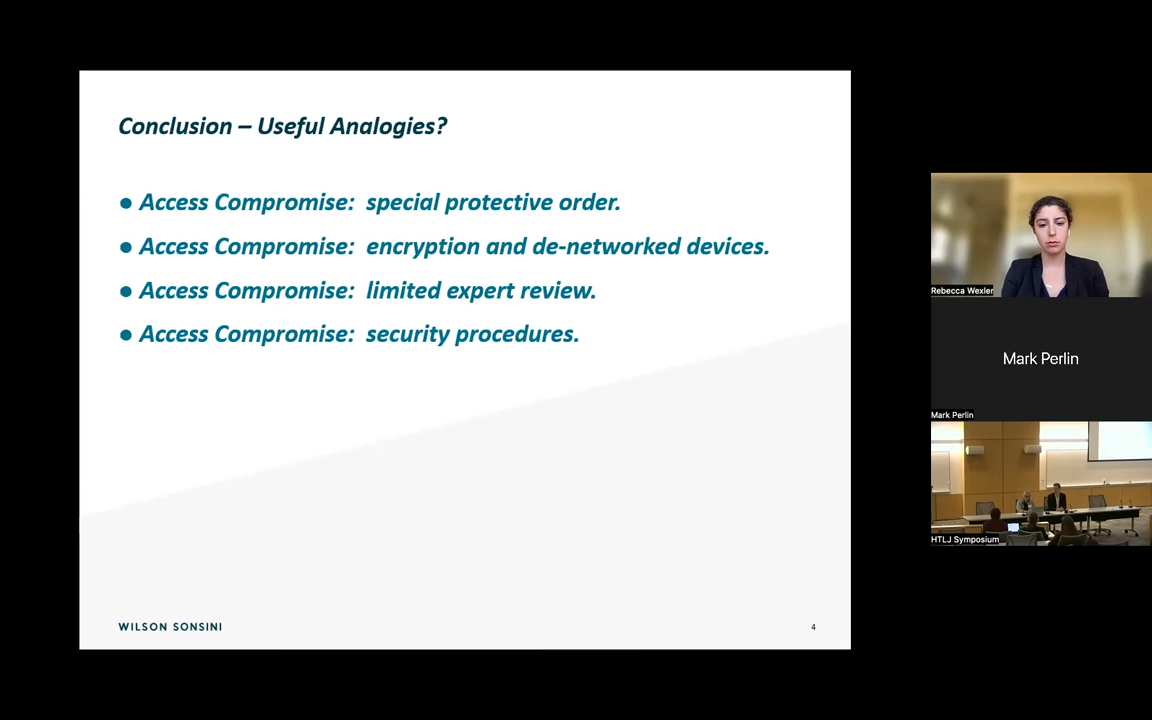 Conclusion – Useful Analogies?
● Access Compromise:  special protective order.
● Access Compromise:  encryption and de-networked devices.
● Access Compromise:  limited expert review.
● Access Compromise:  security procedures.
WILSON SONSINI
4
Rebecca Wexler
Mark Perlin
Mark Perlin
HTLJ Symposium